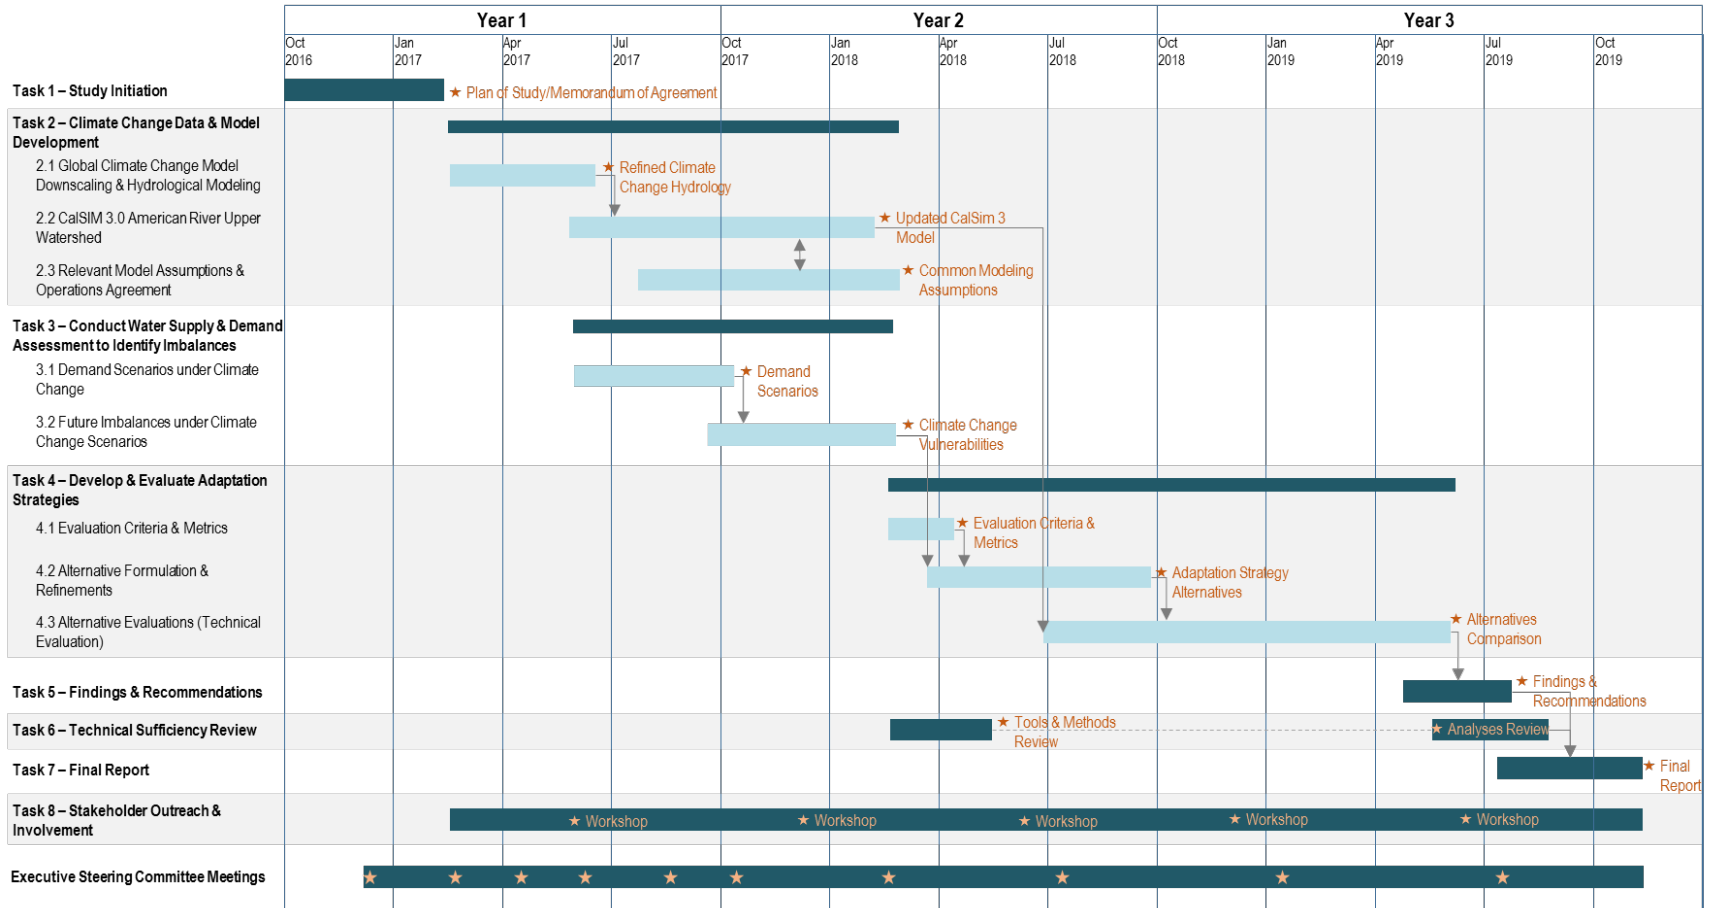 Year 1
Year 2
Year 3
Oct
2016
Jan
2017
Apr
2017
Jul
2017
Oct
2017
Jan
2018
Apr
2018
Jul
2018
Oct
2018
Jan
2019
Apr
2019
Jul
2019
Oct
2019
Task 1 – Study Initiation
Plan of Study/Memorandum of Agreement
Task 2 – Climate Change Data & Model
Development
2.1 Global Climate Change Model
Downscaling & Hydrological Modeling
Refined Climate
Change Hydrology
2.2 CalSIM 3.0 American River Upper
Watershed
Updated CalSim 3
Model
2.3 Relevant Model Assumptions &
Operations Agreement
Common Modeling
Assumptions
Task 3 – Conduct Water Supply & Demand
Assessment to Identify Imbalances
3.1 Demand Scenarios under Climate
Change
Demand
Scenarios
3.2 Future Imbalances under Climate
Change Scenarios
Climate Change
Vulnerabilities
Task 4 – Develop & Evaluate Adaptation
Strategies
4.1 Evaluation Criteria & Metrics
Evaluation Criteria &
Metrics
4.2 Alternative Formulation &
Refinements
Adaptation Strategy
Alternatives
4.3 Alternative Evaluations (Technical
Evaluation)
Alternatives
Comparison
Task 5 – Findings & Recommendations
Findings &
Recommendations
Task 6 – Technical Sufficiency Review
Tools & Methods
Review
Analyses Review
Task 7 – Final Report
Final
Report
Task 8 – Stakeholder Outreach &
Involvement
Workshop
Workshop
Workshop
Workshop
Workshop
Executive Steering Committee Meetings